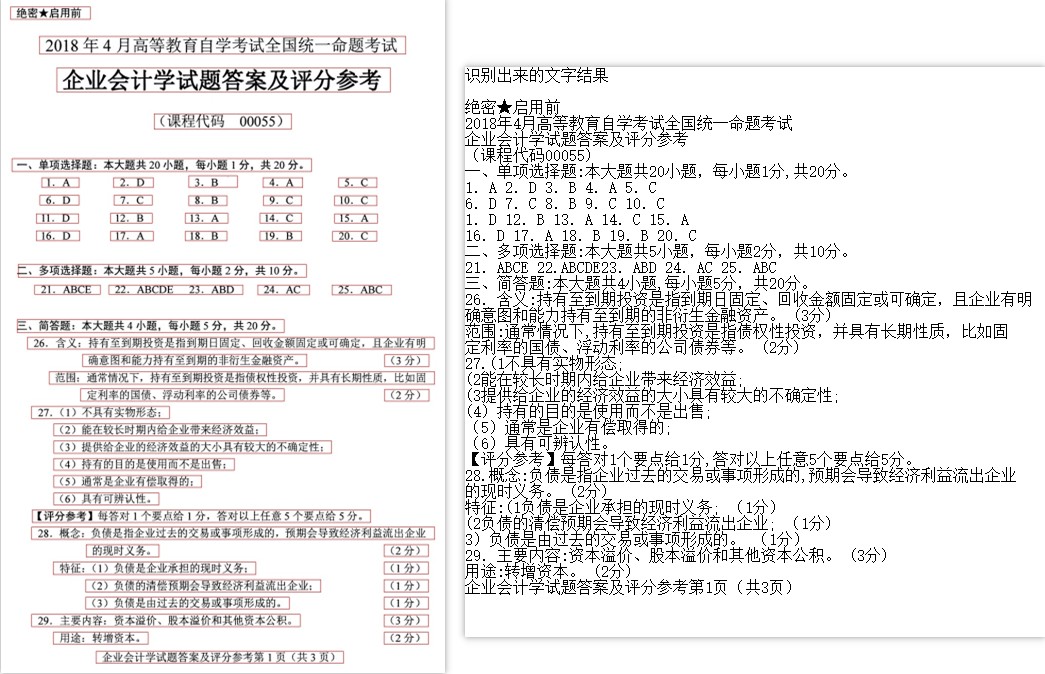 绝密★启用前
2018 年 4 月高等教育自学考试全国统一命题考试
企业会计学试题答案及评分参考
（课程代码　00055）
一、单项选择题：本大题共 20 小题，每小题 1 分，共 20 分。
1. A 2. D 3. B 4. A 5. C
6. D 7. C 8. B 9. C 10. C
11. D 12. B 13. A 14. C 15. A
16. D 17. A 18. B 19. B 20. C
二、多项选择题：本大题共 5 小题，每小题 2 分，共 10 分。
21. ABCE 22. ABCDE 23. ABD 24. AC 25. ABC
三、简答题：本大题共 4 小题，每小题 5 分，共 20 分。
26. 含义：持有至到期投资是指到期日固定、回收金额固定或可确定，且企业有明
确意图和能力持有至到期的非衍生金融资产。（3 分）
范围：通常情况下，持有至到期投资是指债权性投资，并具有长期性质，比如固
定利率的国债、浮动利率的公司债券等。（2 分）
27.（1）不具有实物形态；
（2）能在较长时期内给企业带来经济效益；
（3）提供给企业的经济效益的大小具有较大的不确定性；
（4）持有的目的是使用而不是出售；
（5）通常是企业有偿取得的；
（6）具有可辨认性。
【评分参考】每答对 1 个要点给 1 分，答对以上任意 5 个要点给 5 分。
28. 概念：负债是指企业过去的交易或事项形成的，预期会导致经济利益流出企业
的现时义务。（2 分）
特征：（1）负债是企业承担的现时义务；（1 分）
（2）负债的清偿预期会导致经济利益流出企业；（1 分）
（3）负债是由过去的交易或事项形成的。（1 分）
29. 主要内容：资本溢价、股本溢价和其他资本公积。（3 分）
用途：转增资本。（2 分）
企业会计学试题答案及评分参考第 1 页（共 3 页）
识别出来的文字结果
绝密★启用前
2018年4月高等教育自学考试全国统一命题考试
企业会计学试题答案及评分参考
（课程代码00055）
一、单项选择题:本大题共20小题，每小题1分,共20分。
1. A 2. D 3. B 4. A 5. C
6. D 7. C 8. B 9. C 10. C
1. D 12. B 13. A 14. C 15. A
16. D 17. A 18. B 19. B 20. C
二、多项选择题:本大题共5小题，每小题2分，共10分。
21. ABCE 22.ABCDE23. ABD 24. AC 25. ABC
三、简答题:本大题共4小题,每小题5分，共20分。
26. 含义:持有至到期投资是指到期日固定、回收金额固定或可确定，且企业有明
确意图和能力持有至到期的非衍生金融资产。（3分）
范围:通常情况下,持有至到期投资是指债权性投资，并具有长期性质，比如固
定利率的国债、浮动利率的公司债券等。（2分）
27.(1不具有实物形态;
(2能在较长时期内给企业带来经济效益;
(3提供给企业的经济效益的大小具有较大的不确定性;
(4）持有的目的是使用而不是出售;
（5）通常是企业有偿取得的;
（6）具有可辨认性。
【评分参考】每答对1个要点给1分,答对以上任意5个要点给5分。
28.概念:负债是指企业过去的交易或事项形成的,预期会导致经济利益流出企业
的现时义务。（2分）
特征:(1负债是企业承担的现时义务; （1分）
(2负债的清偿预期会导致经济利益流出企业; （1分）
3）负债是由过去的交易或事项形成的。（1分）
29. 主要内容:资本溢价、股本溢价和其他资本公积。（3分）
用途:转增资本。（2分）
企业会计学试题答案及评分参考第1页（共3页）